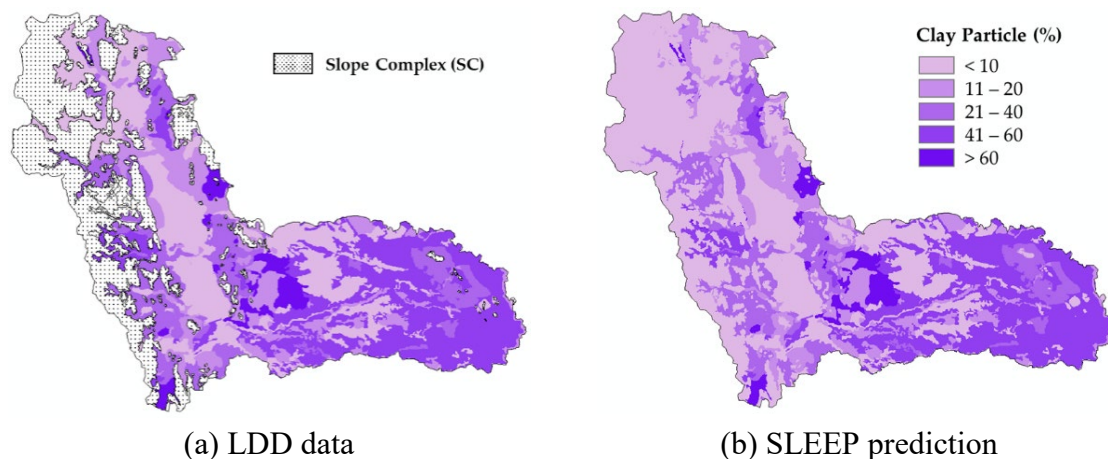 Slope Complex (SC)
Clay Particle (%)
< 10
11 – 20
21 – 40
41 – 60
> 60
(a) LDD data
(b) SLEEP prediction